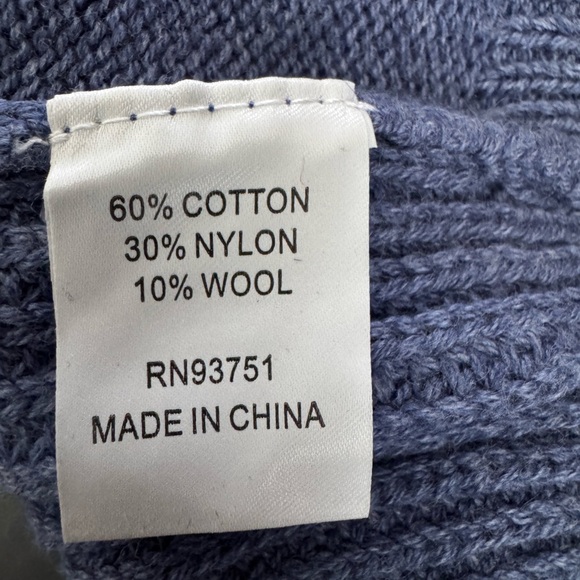 60% COTTON
30% NYLON
10% WOOL
RN93751
MADE IN CHINA